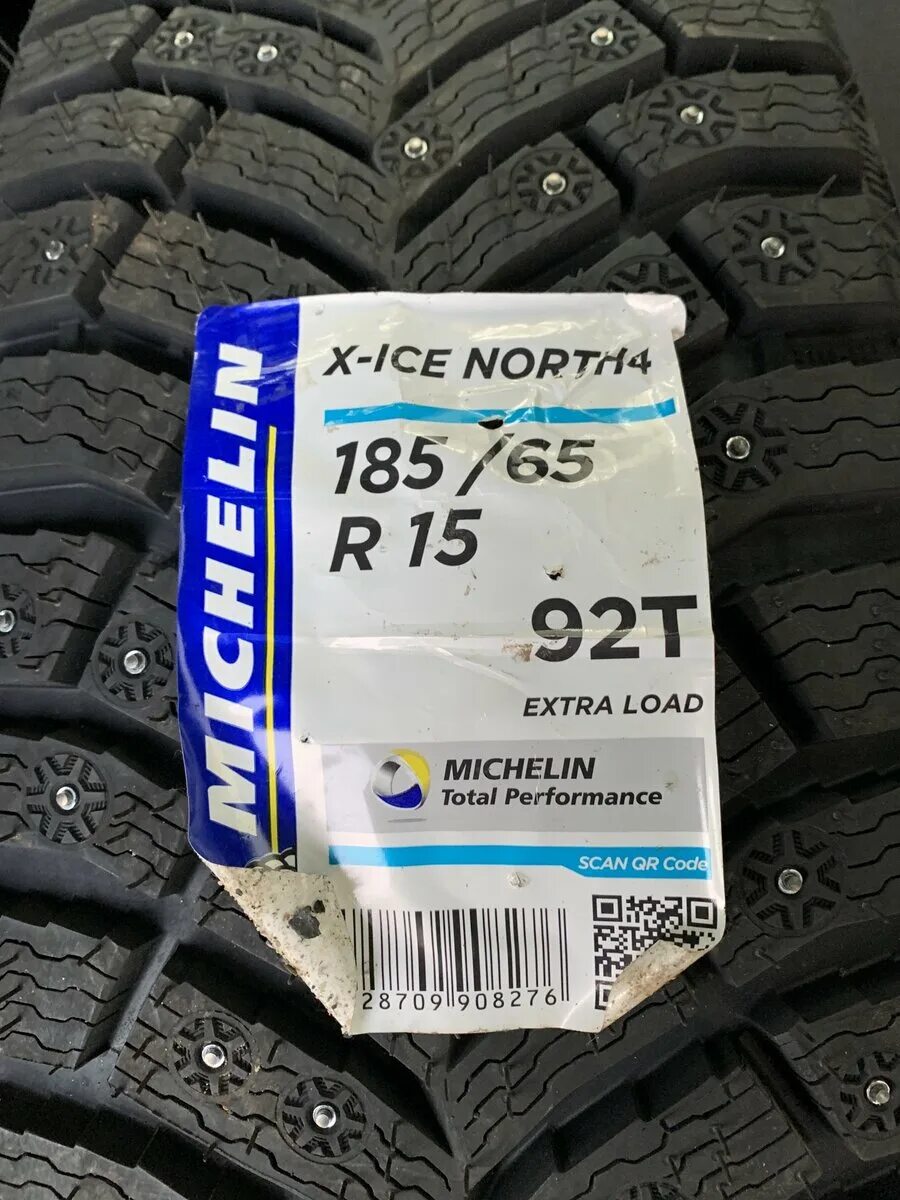 MICHELIN
X-ICE NORTH4
185/65
R 15
92T
EXTRA LOAD
MICHELIN
Total Performance
SCAN QR Code
28709 908276